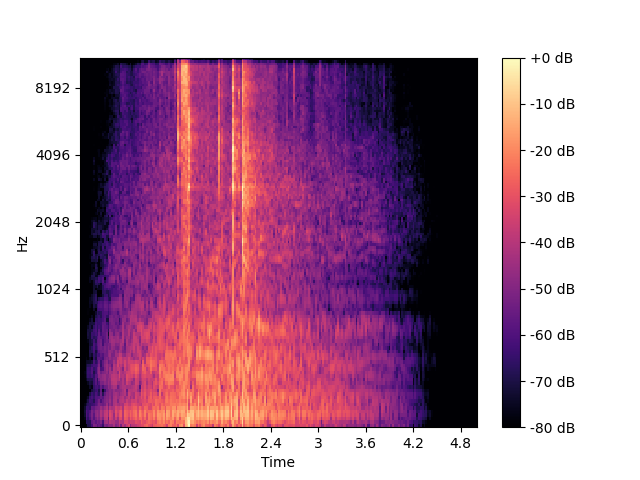 8192
4096
2048
1024
512
0
Hz
0 0.6 1.2 1.8 2.4 3 3.6 4.2 4.8
Time
+0 dB
-10 dB
-20 dB
-30 dB
-40 dB
-50 dB
-60 dB
-70 dB
-80 dB